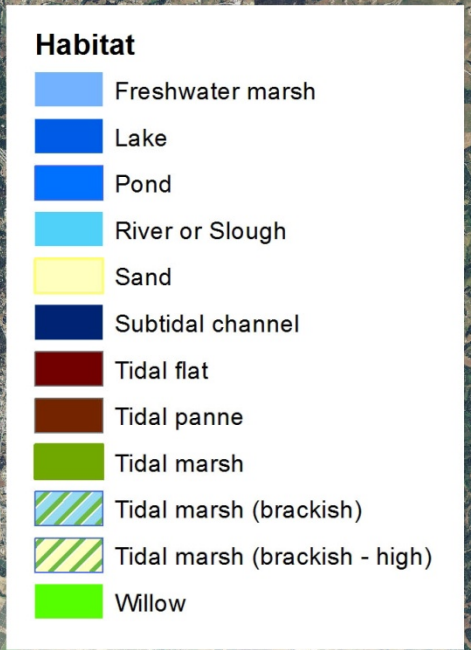 Habitat
Freshwater marsh
Lake
Pond
River or Slough
Sand
Subtidal channel
Tidal flat
Tidal panne
Tidal marsh
Tidal marsh (brackish)
Tidal marsh (brackish - high)
Willow